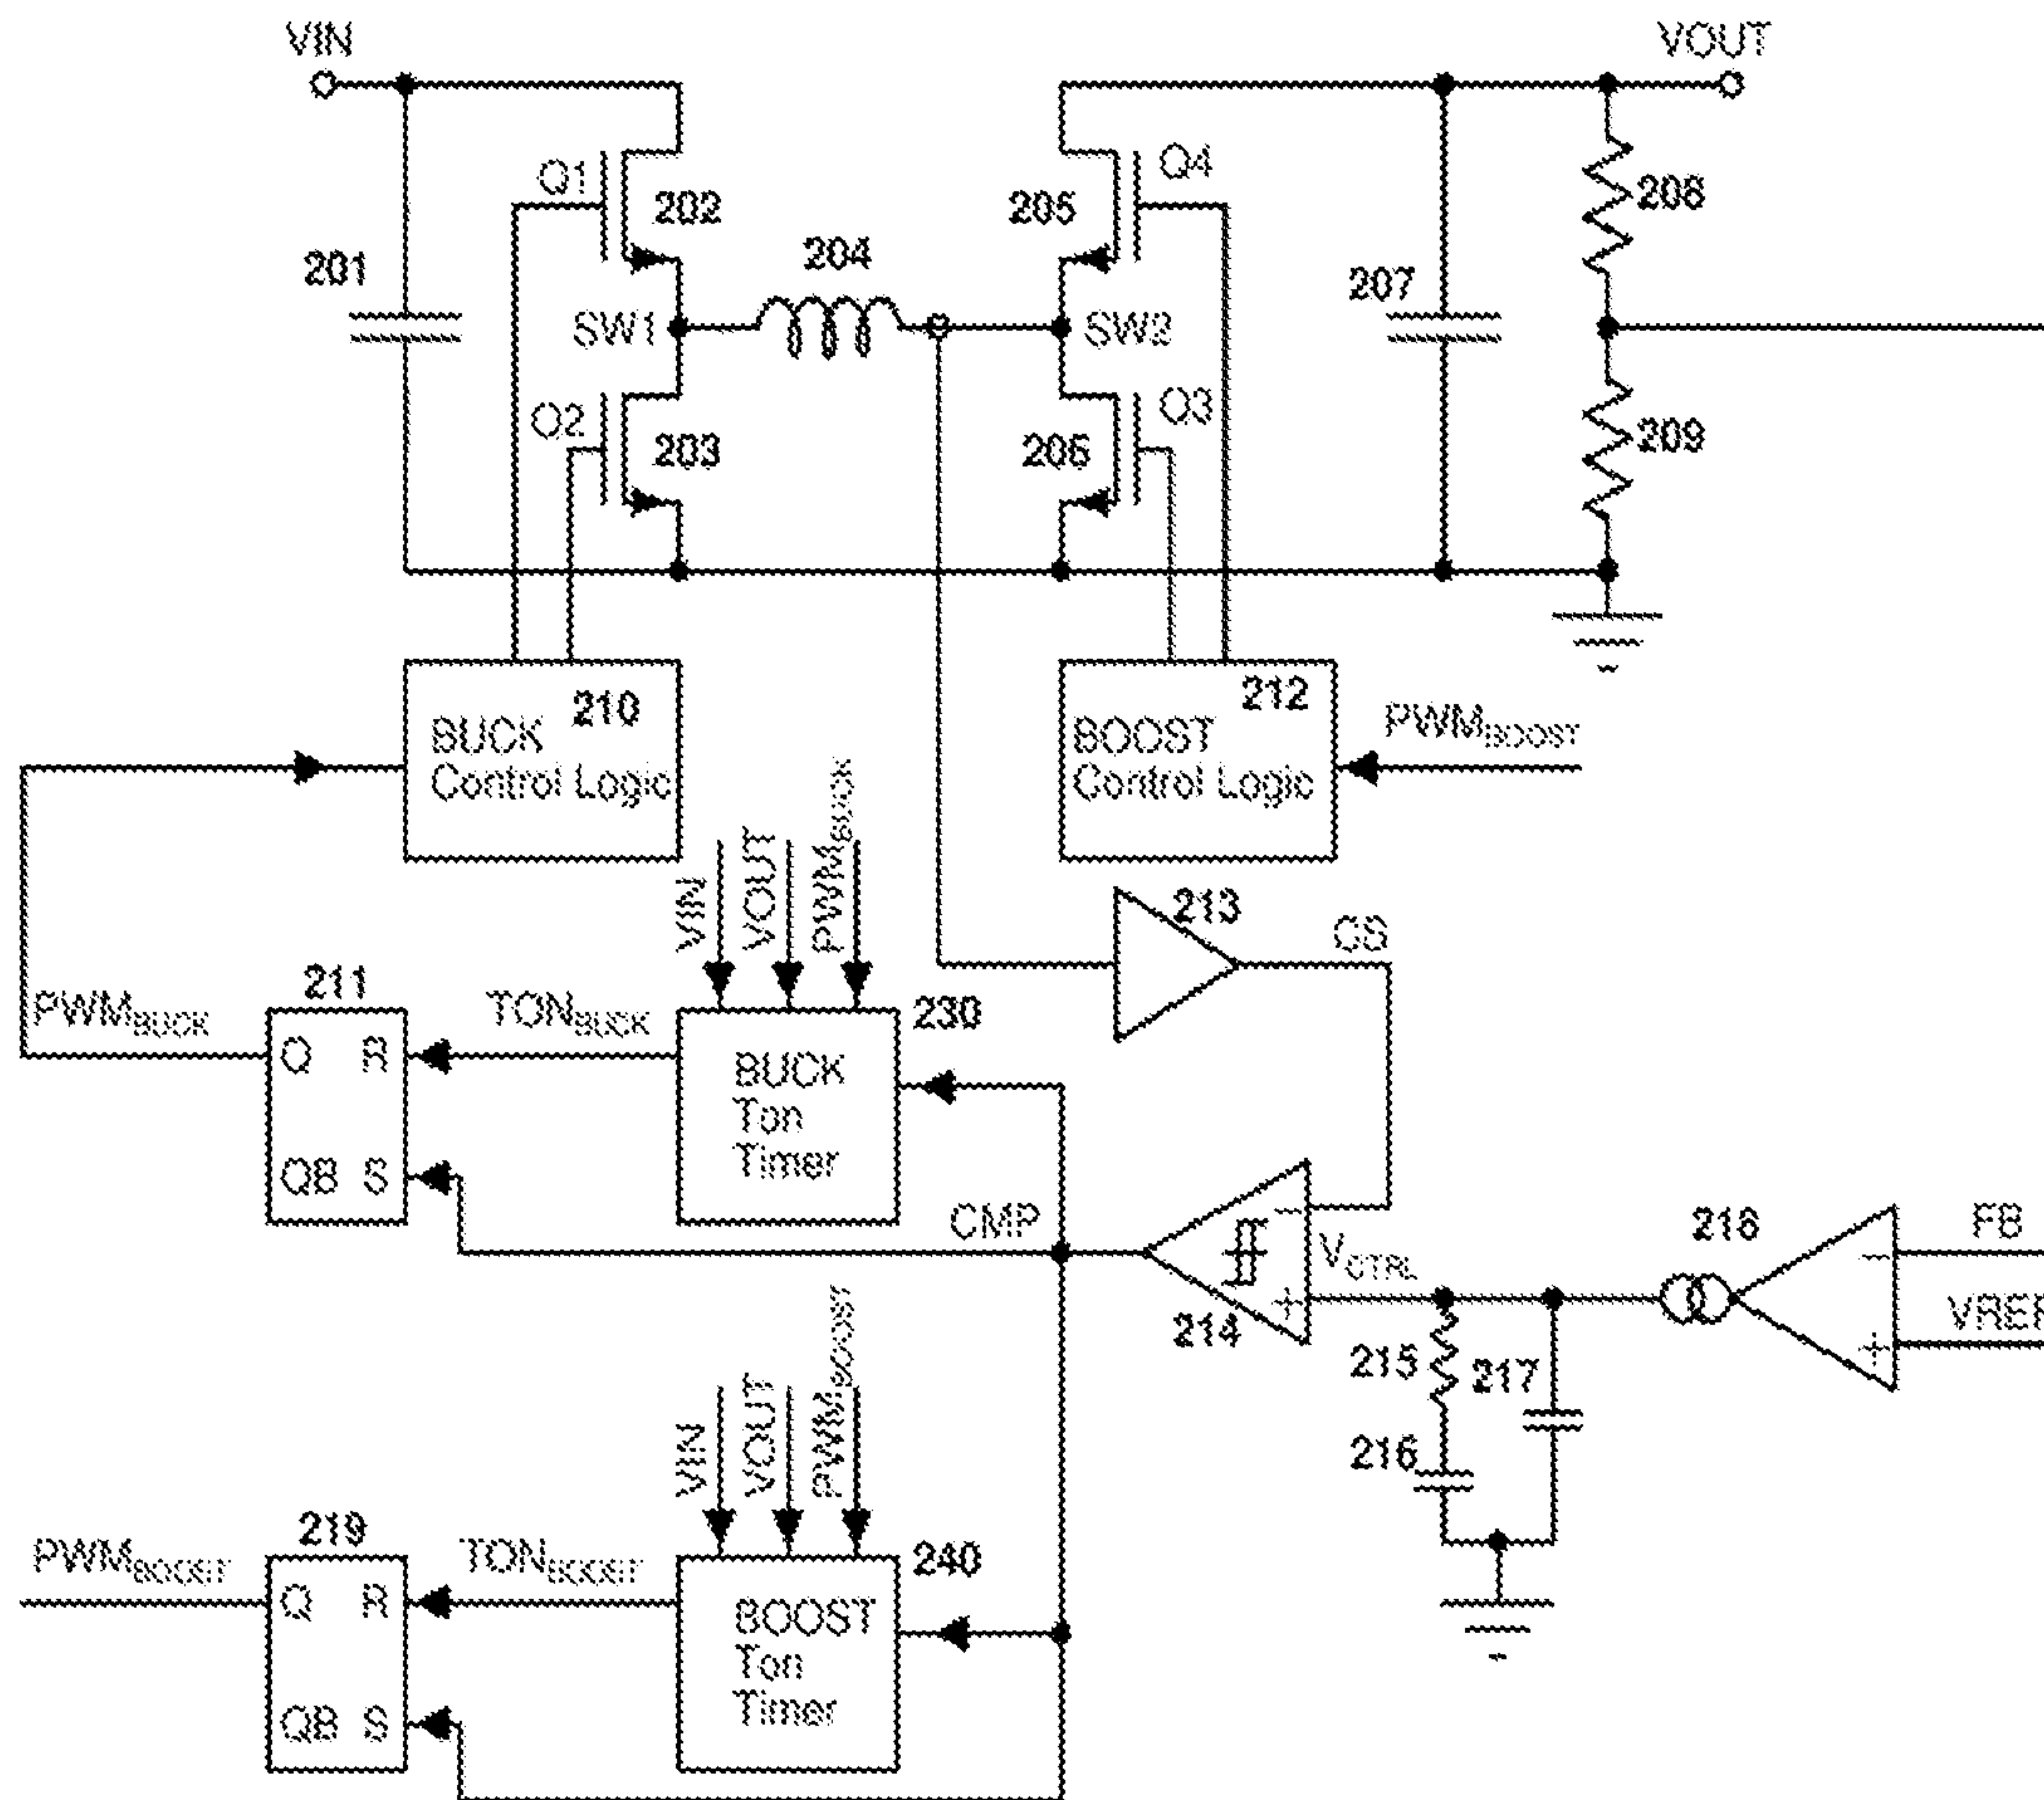 VIN
VOUT
Q1
202
Q4
205
208
201
204
207
SW1
SW2
Q2
203
Q3
206
209
210
BUCK
Control Logic
212
BOOST
Control Logic
PWMBOOST
VIN
VOUT
PWMBUCK
213
CS
211
PWMBUCK
TONBUCK
230
Q R
QB S
BUCK
Ton
Timer
CMP
214
VCTRL
218
FB
VREF
215
217
216
VIN
VOUT
PWMBOOST
219
PWMBOOST
TONBOOST
240
Q R
QB S
BOOST
Ton
Timer